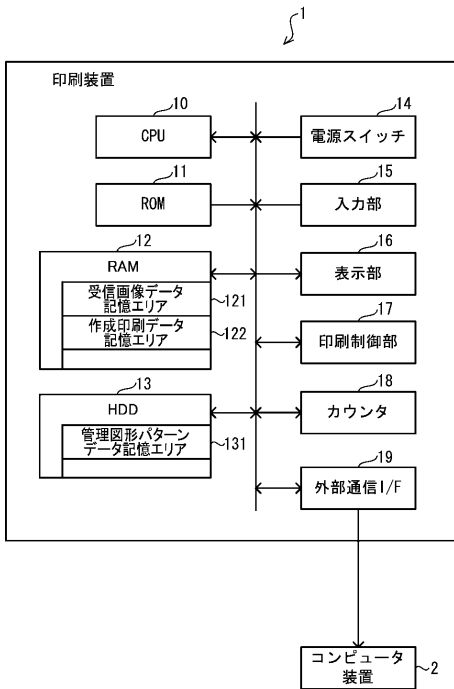 1
印刷装置
10
CPU
11
ROM
12
RAM
受信画像データ
記憶エリア
121
作成印刷データ
記憶エリア
122
13
HDD
管理図形パターン
データ記憶エリア
131
14
電源スイッチ
15
入力部
16
表示部
17
印刷制御部
18
カウンタ
19
外部通信I/F
コンピュータ
装置
2